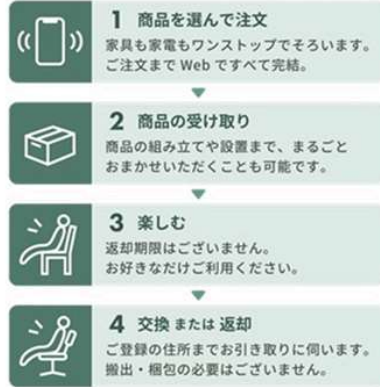 1 商品を選んで注文
家具も家電もワンストップでそろいます。
ご注文まで Web ですべて完結。
2 商品の受け取り
商品の組み立てや設置まで、まるごと
おまかせいただくことも可能です。
3 楽しむ
返却期限はございません。
お好きなだけご利用ください。
4 交換 または 返却
ご登録の住所までお引き取りに伺います。
搬出・梱包の必要はございません。